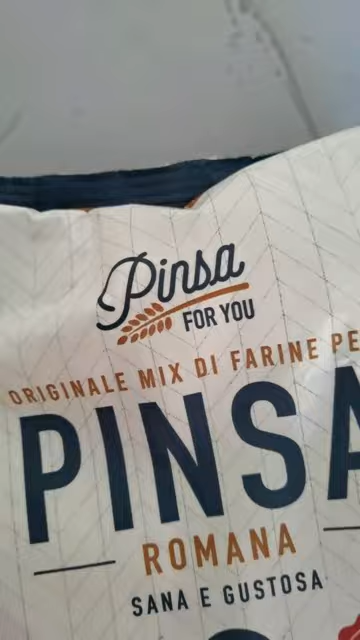 Pinsa
FOR YOU
ORIGINALE MIX DI FARINE PE
PINSA
ROMANA
SANA E GUSTOSA